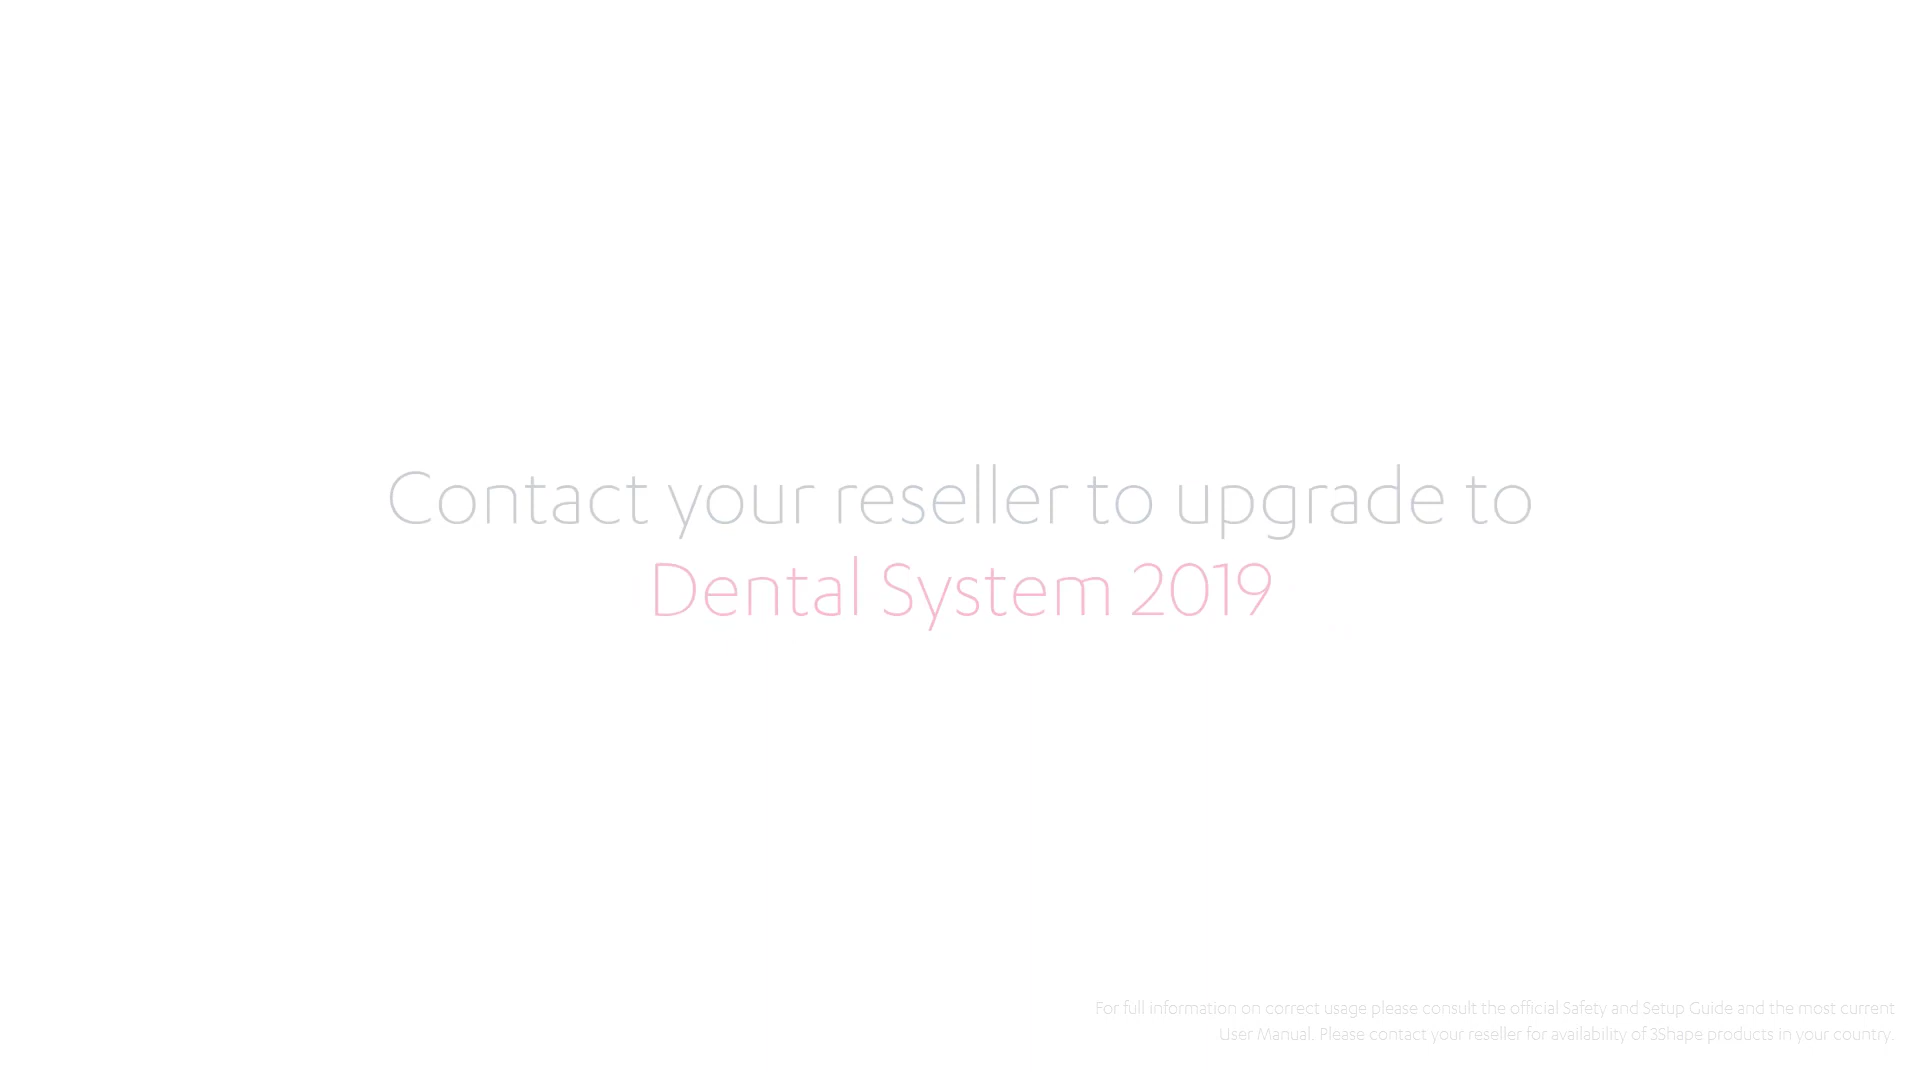 Contact your reseller to upgrade to
Dental System 2019
For full information on correct usage please consult the official Safety and Setup Guide and the most current
User Manual. Please contact your reseller for availability of 3Shape products in your country.